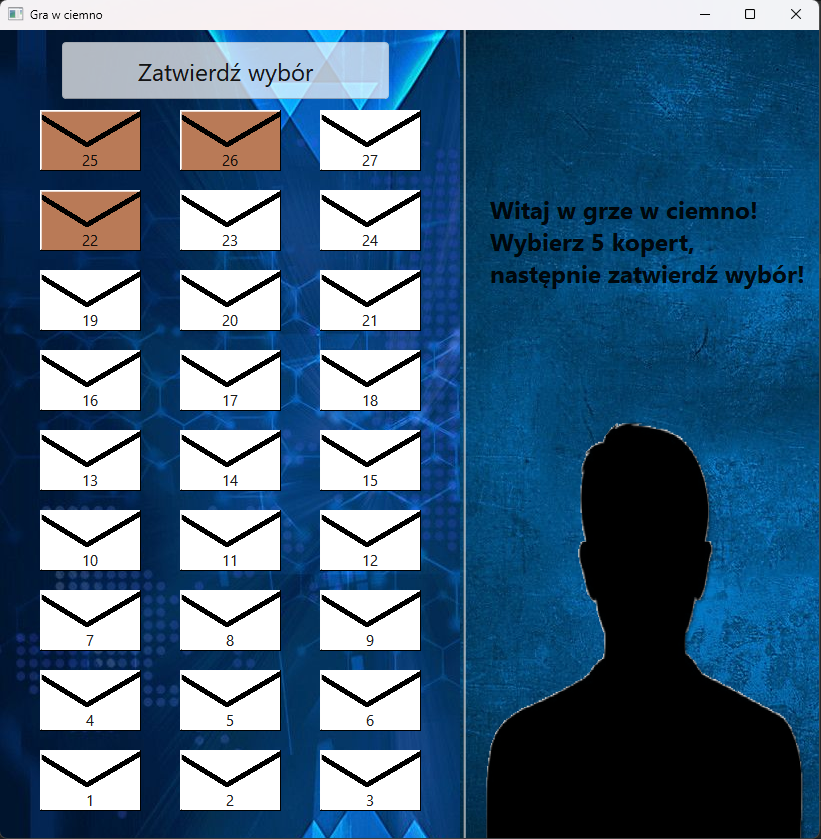 Gra w ciemno
Zatwierdź wybór
25 26 27
22 23 24
19 20 21
16 17 18
13 14 15
10 11 12
7 8 9
4 5 6
1 2 3
Witaj w grze w ciemno!
Wybierz 5 kopert,
następnie zatwierdź wybór!